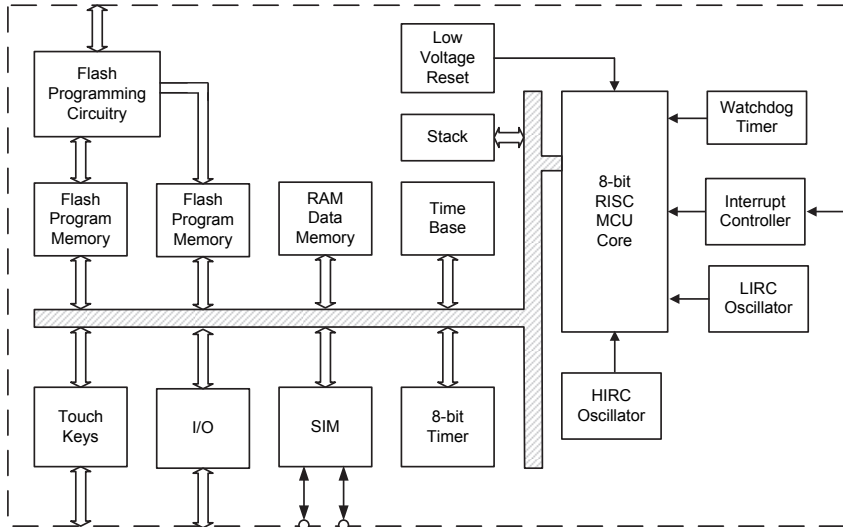 Flash
Programming
Circuitry
Low
Voltage
Reset
Stack
Watchdog
Timer
8-bit
RISC
MCU
Core
Interrupt
Controller
LIRC
Oscillator
HIRC
Oscillator
Flash
Program
Memory
Flash
Program
Memory
RAM
Data
Memory
Time
Base
Touch
Keys
I/O
SIM
8-bit
Timer